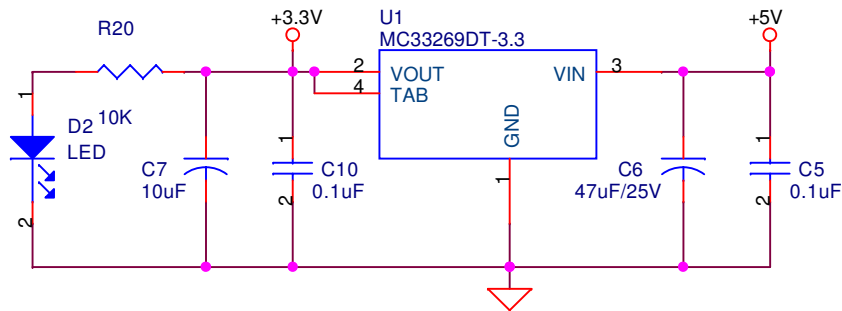 R20
+3.3V
U1
MC33269DT-3.3
+5V
2
VOUT
VIN
3
4
TAB
1
D2
10K
LED
GND
1
1
C7
10uF
C10
0.1uF
C6
47uF/25V
C5
0.1uF
2
2
1
2